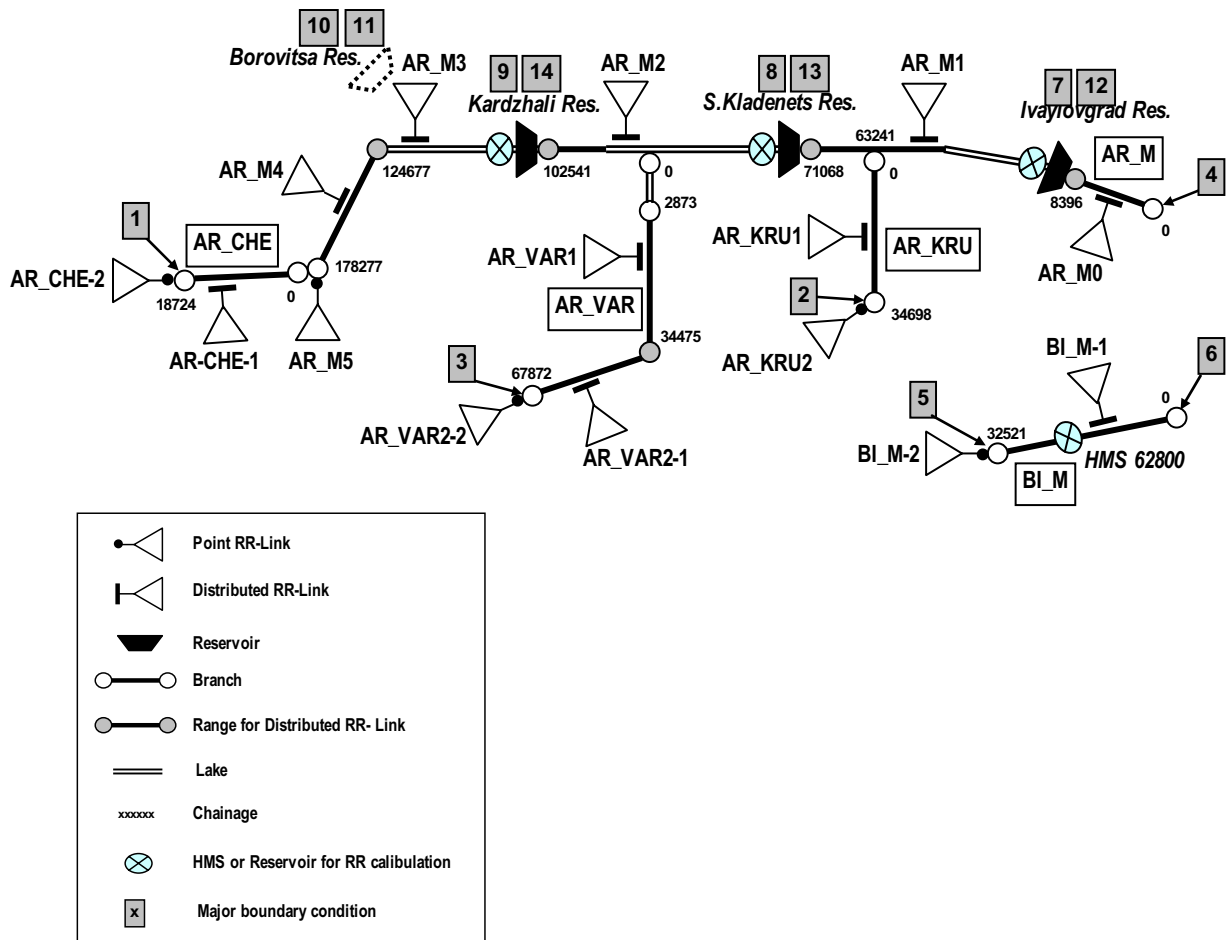 10 11
Borovitsa Res.
AR_M3
9 14
Kardzhali Res.
AR_M2
8 13
S.Kladenets Res.
AR_M1
7 12
Ivaylovgrad Res.
AR_M
4
124677
102541
0
71068
63241
0
8396
0
AR_M4
2873
1
AR_CHE
AR_VAR1
AR_KRU1
AR_KRU
AR_M0
AR_CHE-2
18724
0
178277
AR_VAR
2
34698
AR-CHE-1
AR_M5
34475
AR_KRU2
BI_M-1
6
3
67872
0
5
32521
AR_VAR2-2
AR_VAR2-1
BI_M-2
BI_M
HMS 62800
Point RR-Link
Distributed RR-Link
Reservoir
Branch
Range for Distributed RR- Link
Lake
xxxxxx Chainage
HMS or Reservoir for RR calibulation
x Major boundary condition